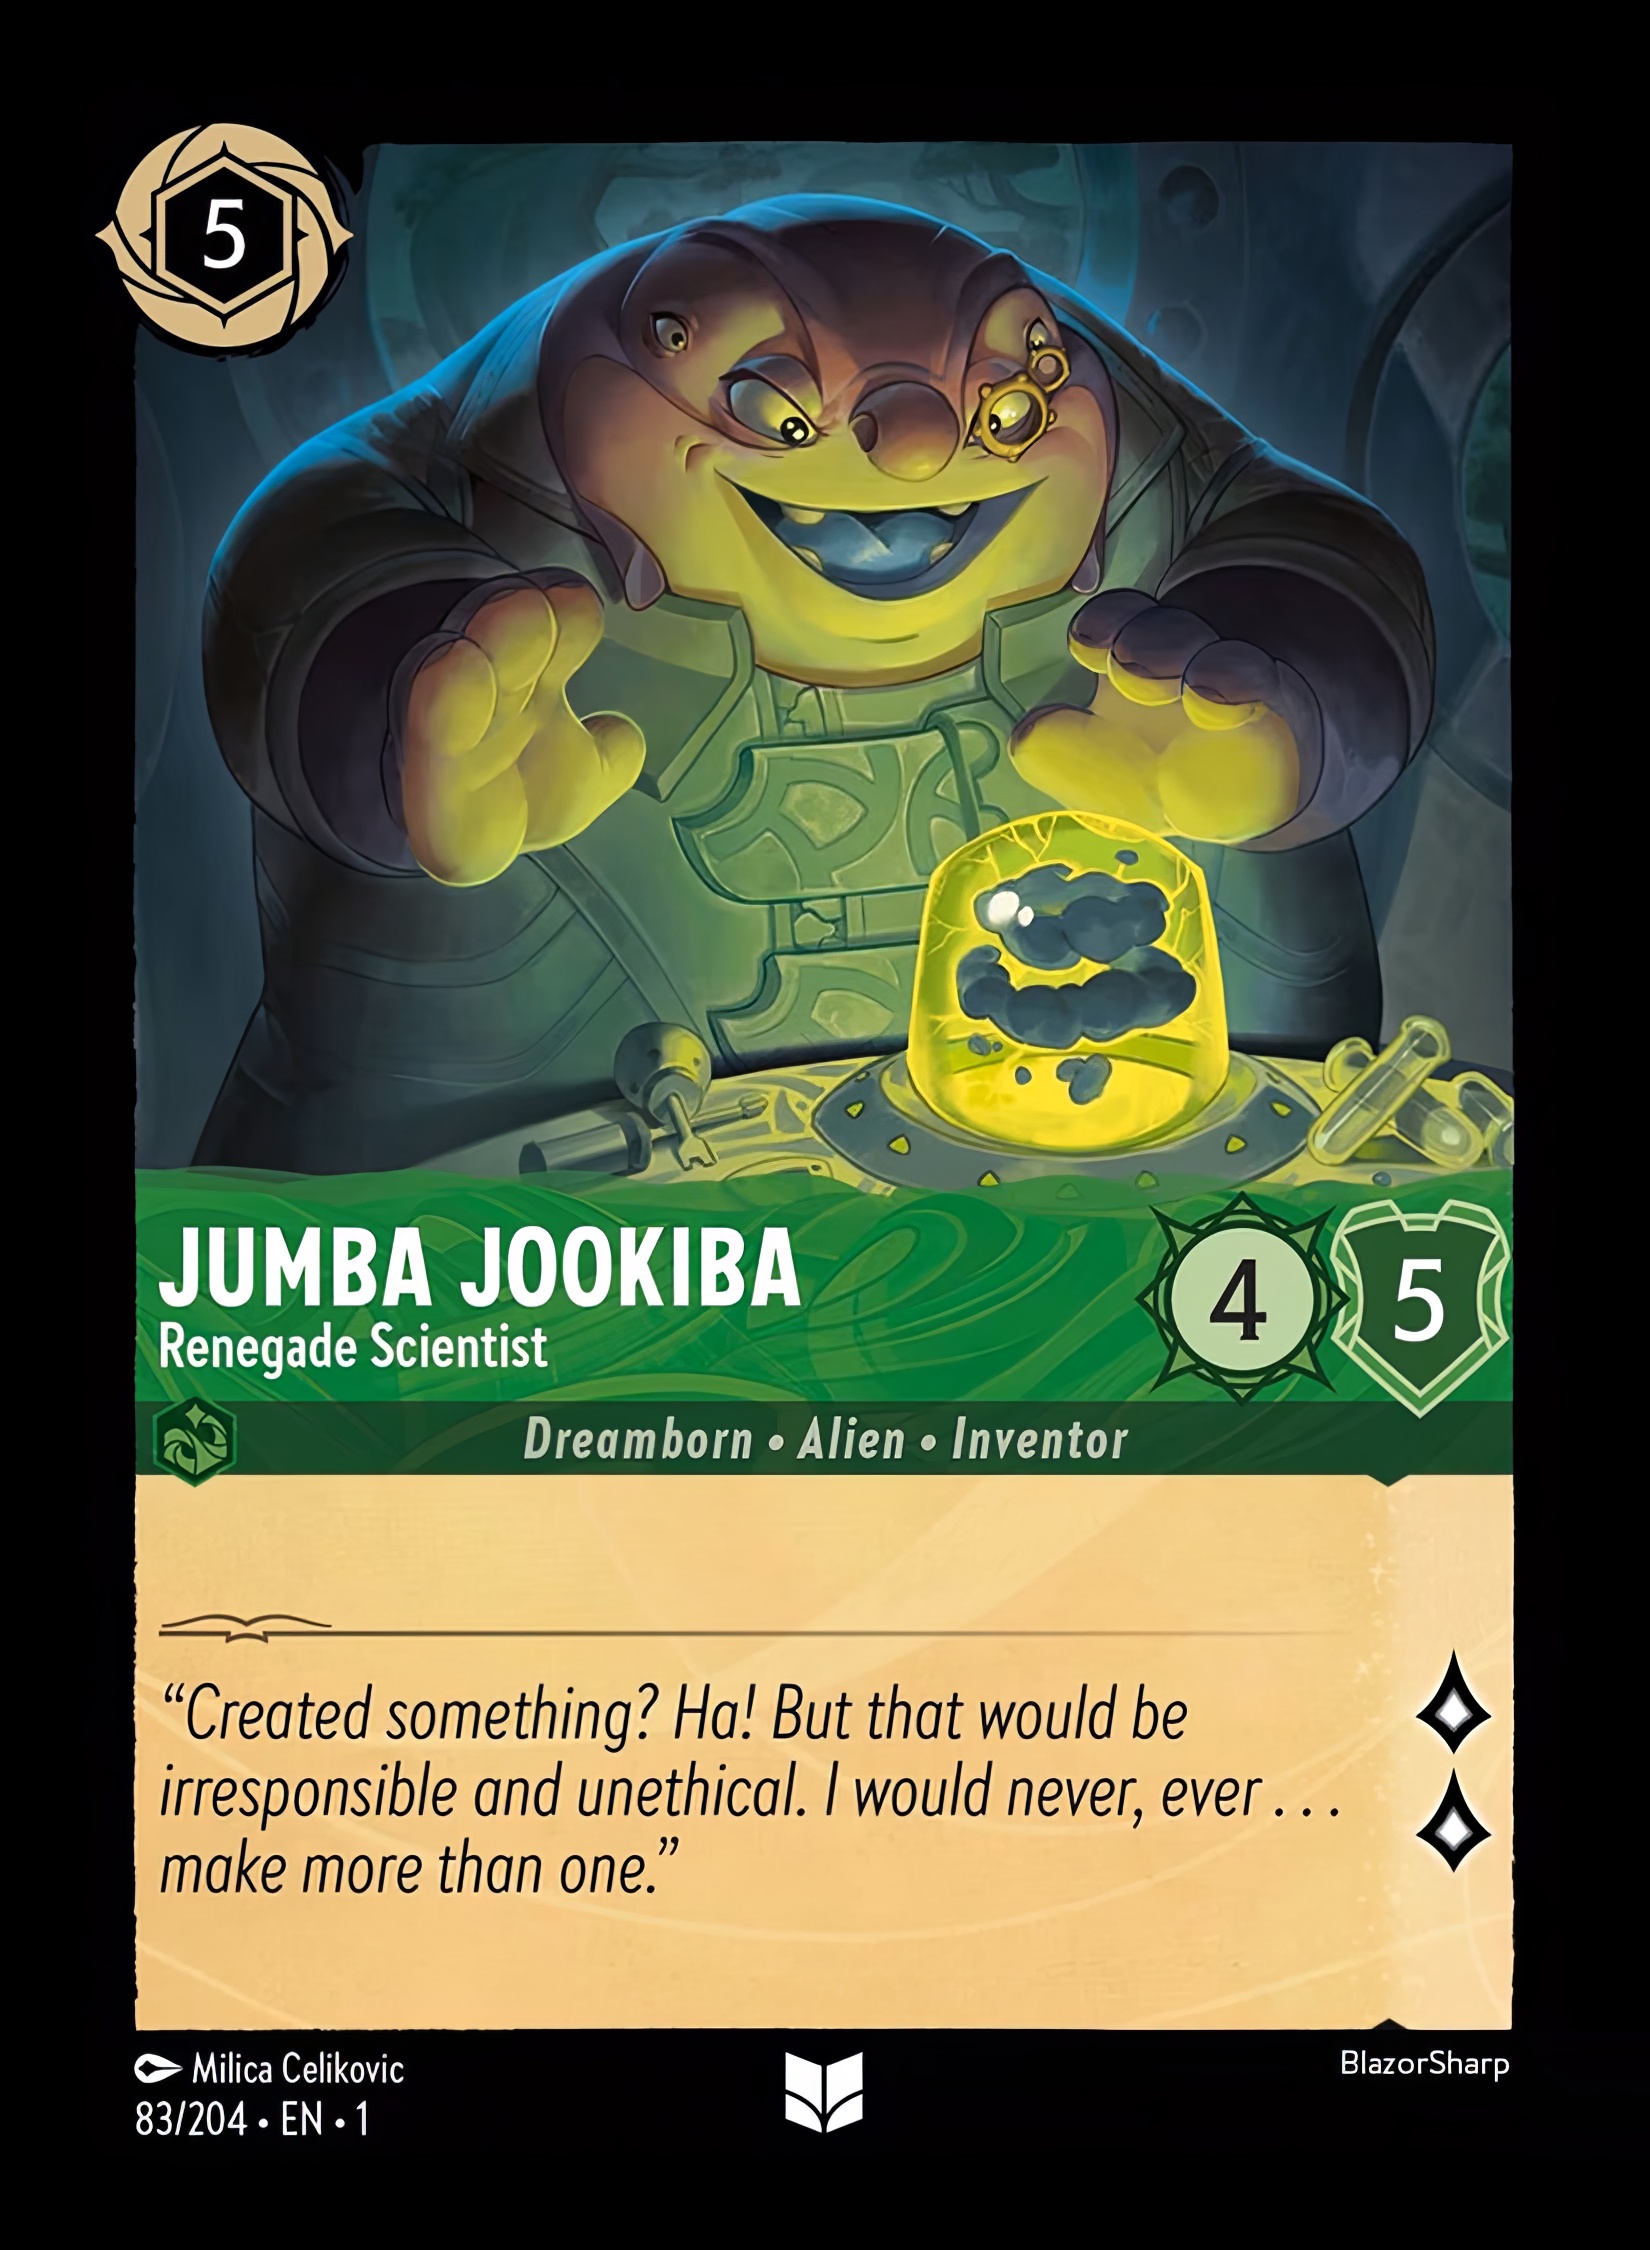 5
JUMBA JOOKIBA
Renegade Scientist
4
5
Dreamborn • Alien • Inventor
“Created something? Ha! But that would be
irresponsible and unethical. I would never, ever . . .
make more than one.”
Milica Celikovic
BlazorSharp
83/204 • EN • 1